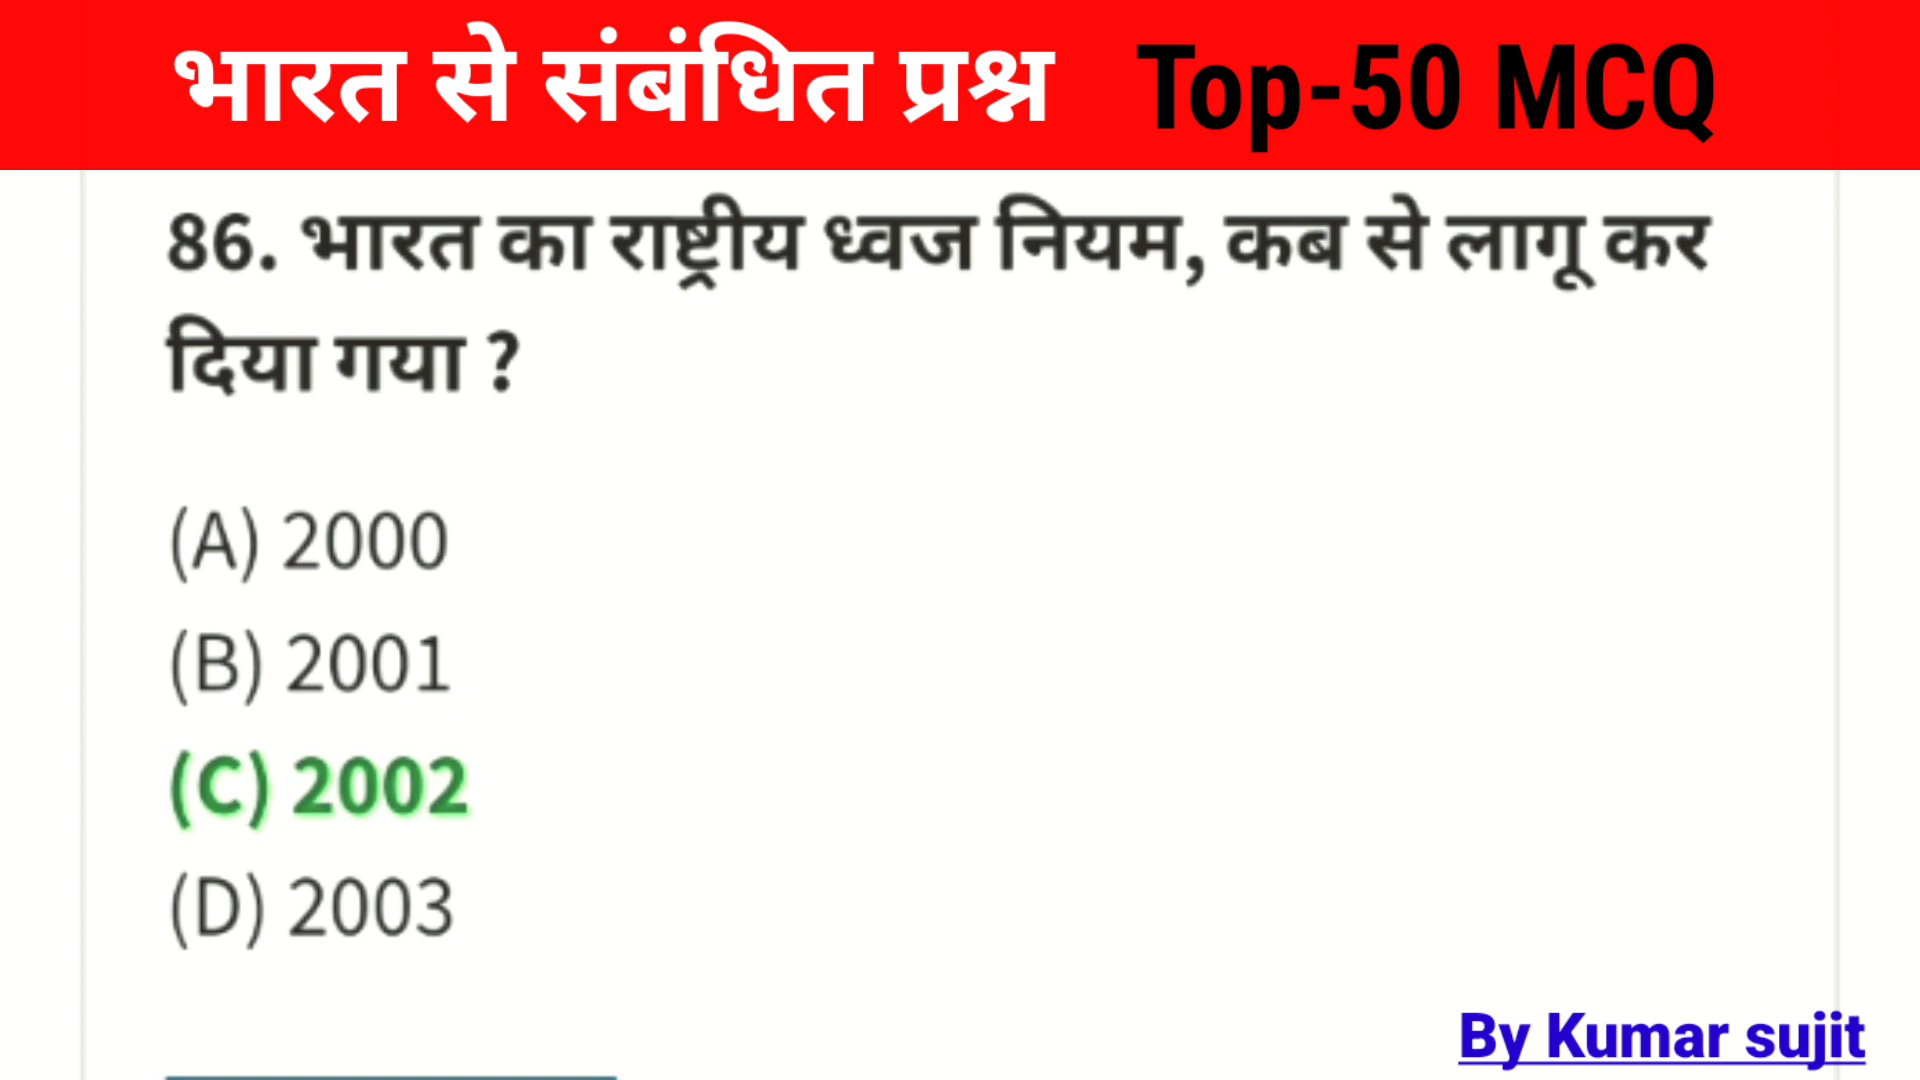 भारत से संबंधित प्रश्न Top-50 MCQ
86. भारत का राष्ट्रीय ध्वज नियम, कब से लागू कर
दिया गया ?
(A) 2000
(B) 2001
(C) 2002
(D) 2003
By Kumar sujit